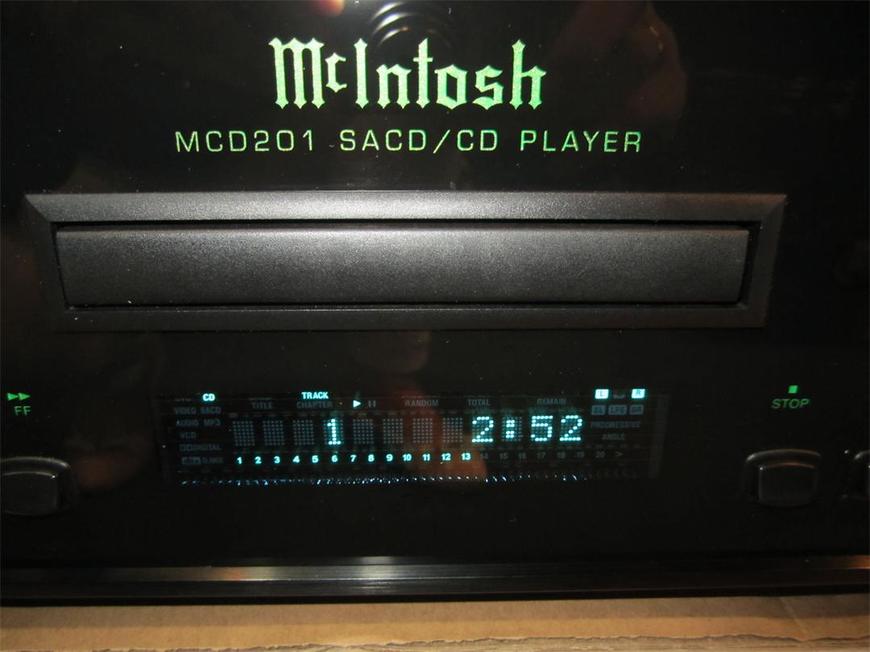 McIntosh
MCD201 SACD/CD PLAYER
FF
STOP
CD
TRACK
L R
TITLE CHAPTER RANDOM TOTAL REMAIN
VIDEO SACD
AUDIO MP3
VCD
DIGITAL
PROGRESSIVE
ANGLE
1 2:52
1 2 3 4 5 6 7 8 9 10 11 12 13 14 15 16 17 18 19 20 >